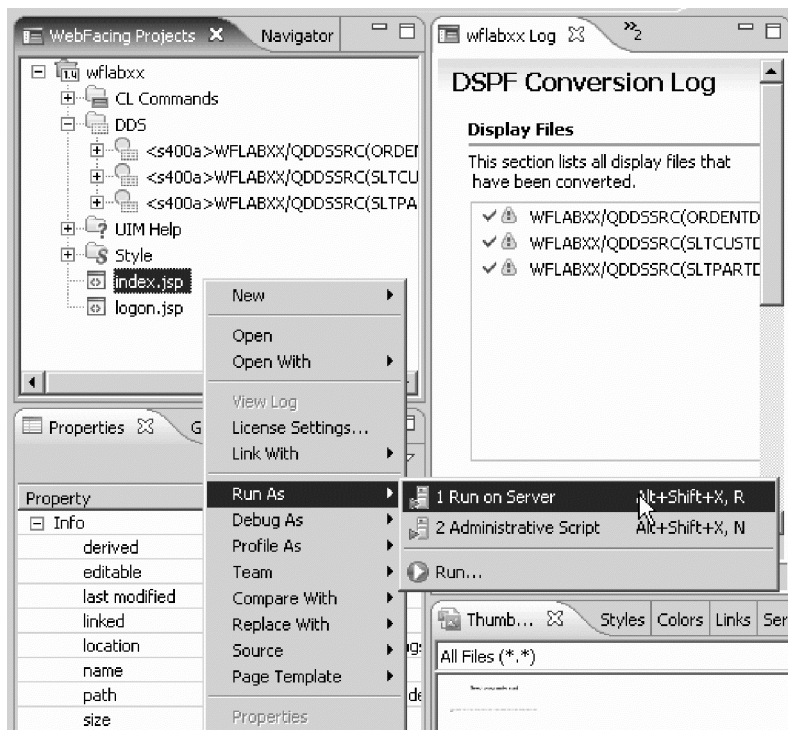 WebFacing Projects
Navigator
wflabxx
CL Commands
DDS
<s400a>WFLABXX/QDDSSRC(ORDE
<s400a>WFLABXX/QDDSSRC(SLTCU
<s400a>WFLABXX/QDDSSRC(SLTPA
UIM Help
Style
index.jsp
logon.jsp
wflabxx Log
2
DSPF Conversion Log
Display Files
This section lists all display files that
have been converted.
WFLABXX/QDDSSRC(ORDENTD
WFLABXX/QDDSSRC(SLTCUSTD
WFLABXX/QDDSSRC(SLTPARTD
New
Open
Open With
View Log
License Settings...
Link With
Run As
Debug As
Profile As
Team
Compare With
Replace With
Source
Page Template
Properties
1 Run on Server Alt+Shift+X, R
2 Administrative Script Alt+Shift+X, N
Run...
Properties
G
Property
Info
derived
editable
last modified
linked
location
name
path
size
Thumb...
Styles
Colors
Links
Ser
All Files (*.*)